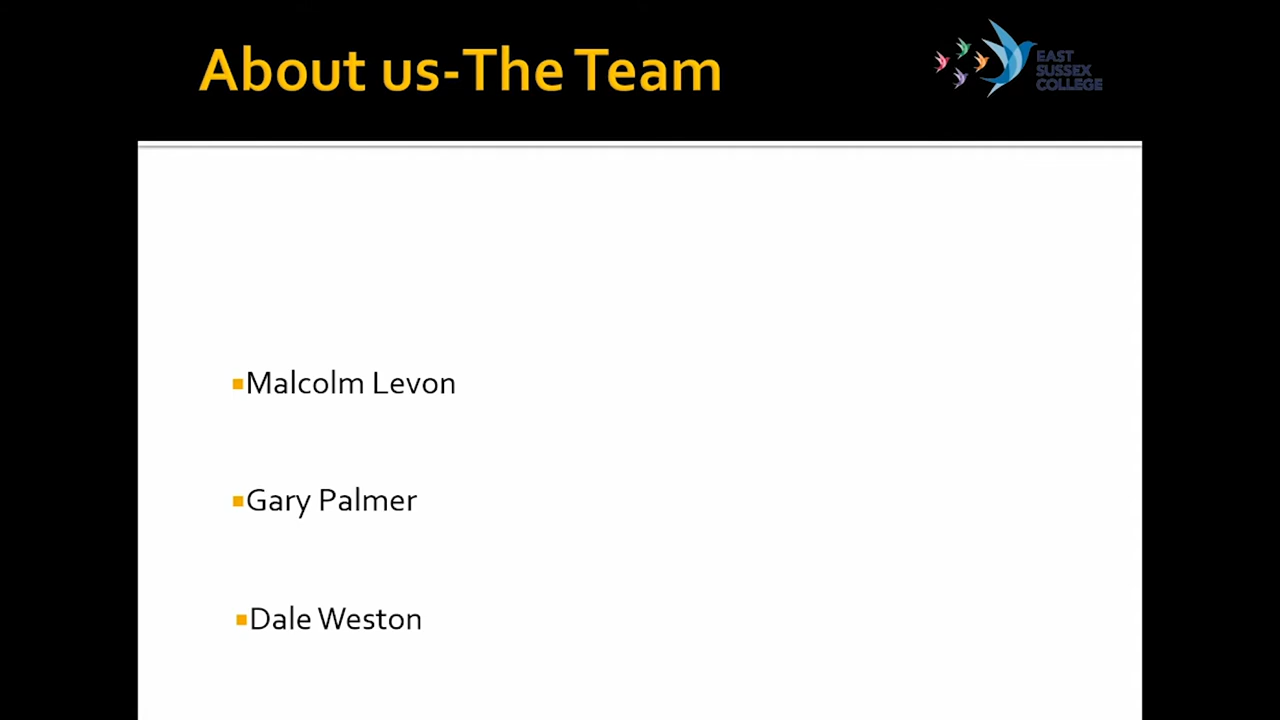 About us-The Team
EAST
SUSSEX
COLLEGE
Malcolm Levon
Gary Palmer
Dale Weston